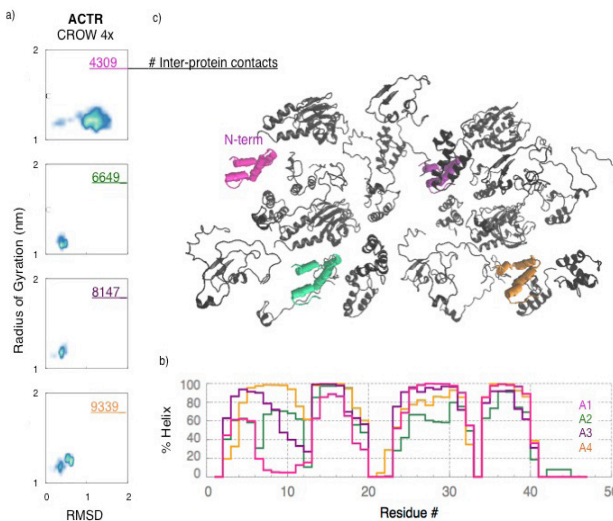 a)
ACTR
CROW 4x
c)
2
4309
# Inter-protein contacts
1
2
6649
1
2
8147
1
2
9339
1
0
1
2
Radius of Gyration (nm)
RMSD
N-term
b)
100
80
60
40
20
0
% Helix
A1
A2
A3
A4
0
10
20
30
40
50
Residue #